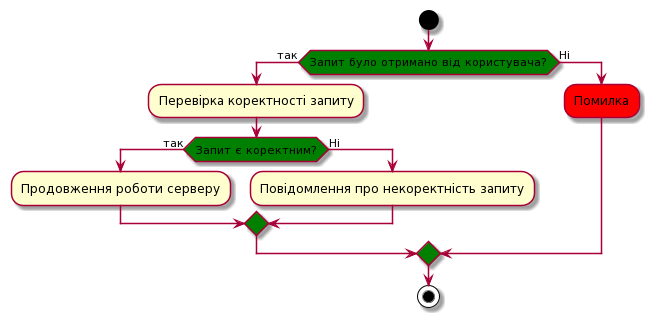 так
Запит було отримано від користувача?
Ні
Перевірка коректності запиту
Помилка
так
Запит є коректним?
Ні
Продовження роботи серверу
Повідомлення про некоректність запиту